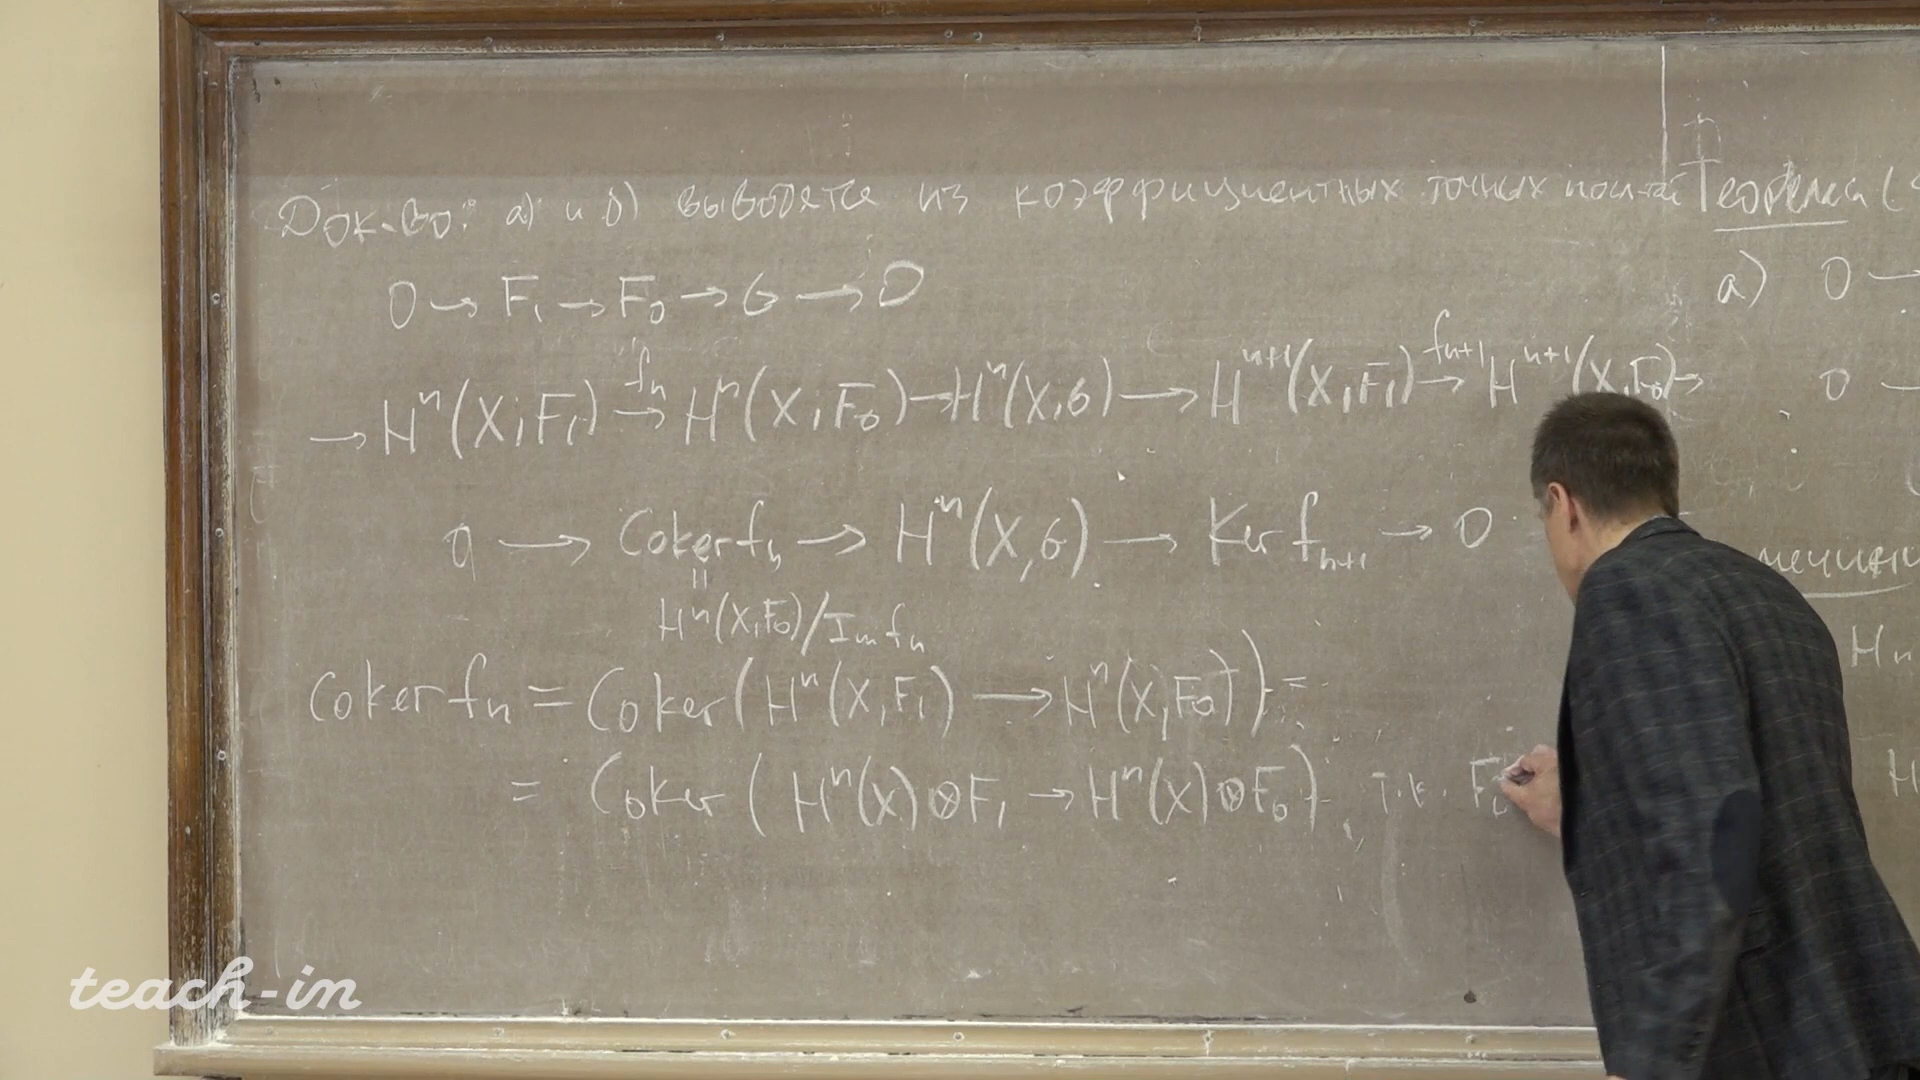 Док-во: а) и б) выводятся из коэффициентных точных посл-тей
0 → F₁ → F₀ → G → 0
→ Hⁿ(X; F₁) →^{fₙ} Hⁿ(X; F₀) → Hⁿ(X; G) → Hⁿ⁺¹(X; F₁) →^{fₙ₊₁} Hⁿ⁺¹(X; F₀) →
0 → Coker fₙ → Hⁿ(X, G) → Ker fₙ₊₁ → 0
||
Hⁿ(X, F₀)/Im fₙ
Coker fₙ = Coker(Hⁿ(X, F₁) → Hⁿ(X, F₀)) =
= Coker(Hⁿ(X) ⊗ F₁ → Hⁿ(X) ⊗ F₀), т.к.
Теорема (
а) 0 →
0 →
Hₙ
H
teach-in